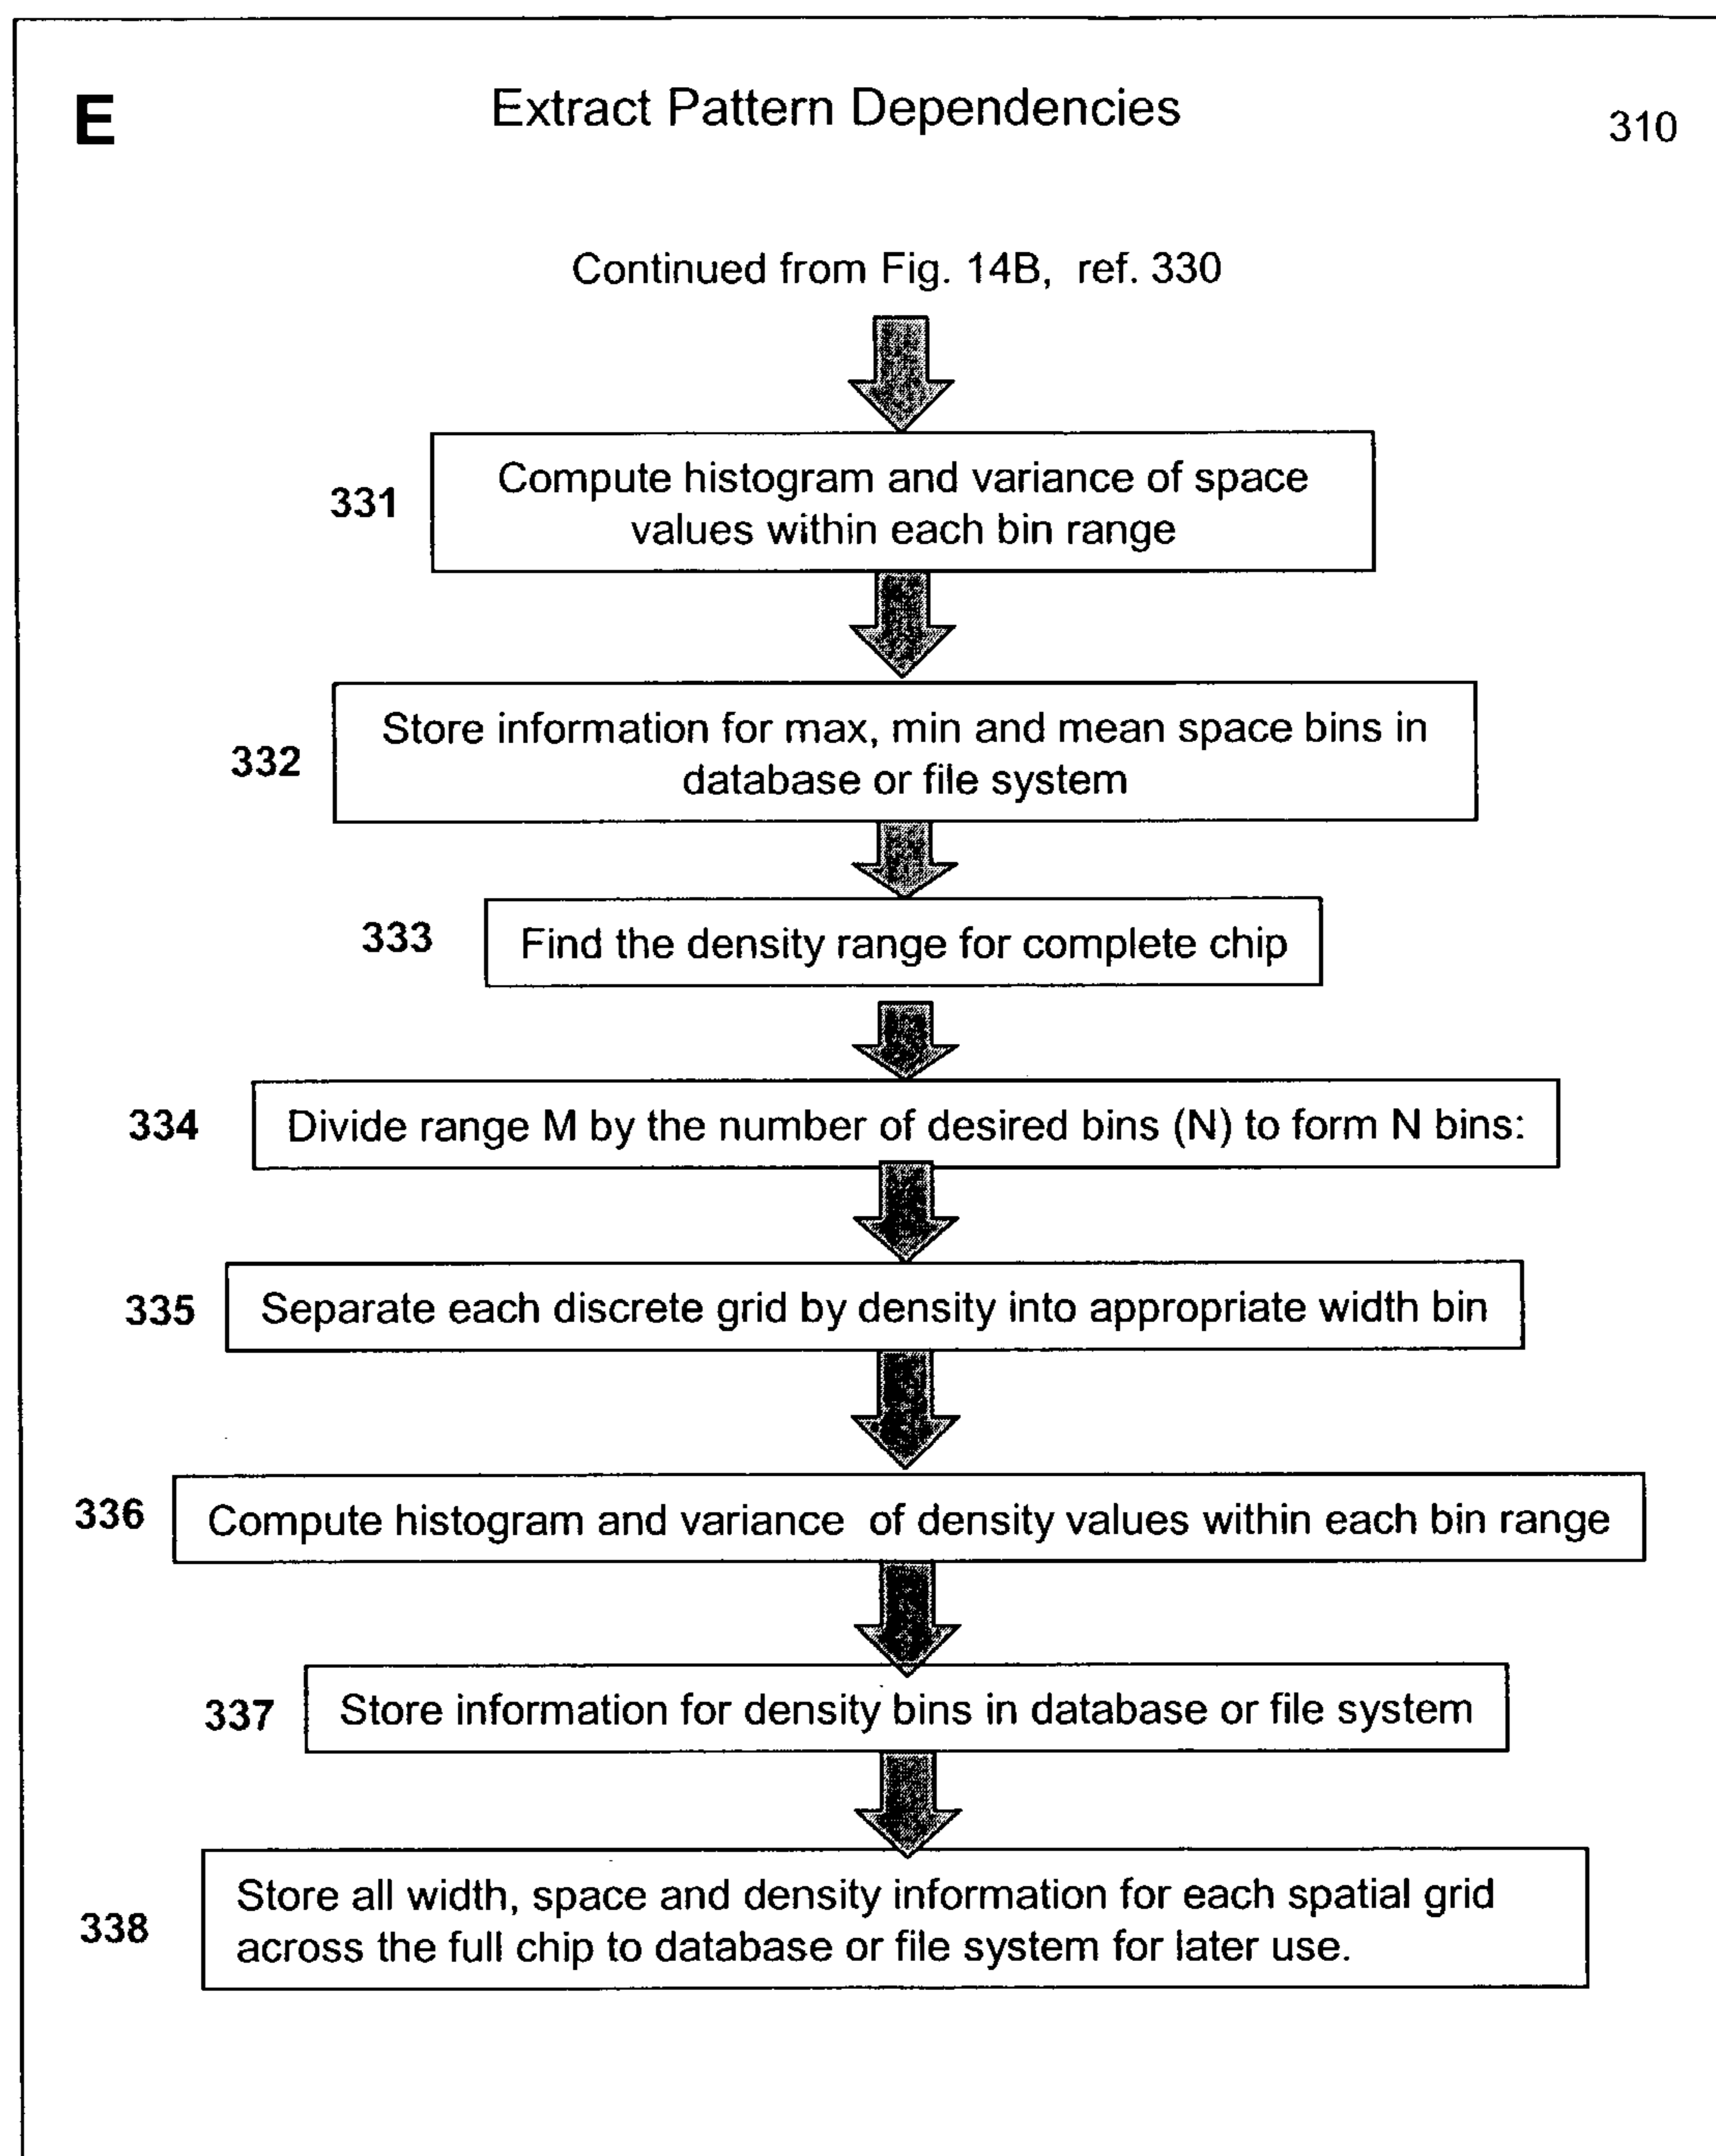 E
Extract Pattern Dependencies
310
Continued from Fig. 14B, ref. 330
331
Compute histogram and variance of space
values within each bin range
332
Store information for max, min and mean space bins in
database or file system
333
Find the density range for complete chip
334
Divide range M by the number of desired bins (N) to form N bins:
335
Separate each discrete grid by density into appropriate width bin
336
Compute histogram and variance of density values within each bin range
337
Store information for density bins in database or file system
338
Store all width, space and density information for each spatial grid
across the full chip to database or file system for later use.